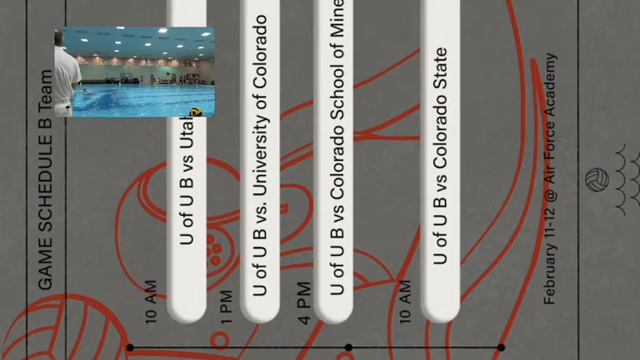 GAME SCHEDULE B Team
10 AM
U of U B vs Utah
1 PM
U of U B vs. University of Colorado
4 PM
U of U B vs Colorado School of Mine
10 AM
U of U B vs Colorado State
February 11-12 @ Air Force Academy